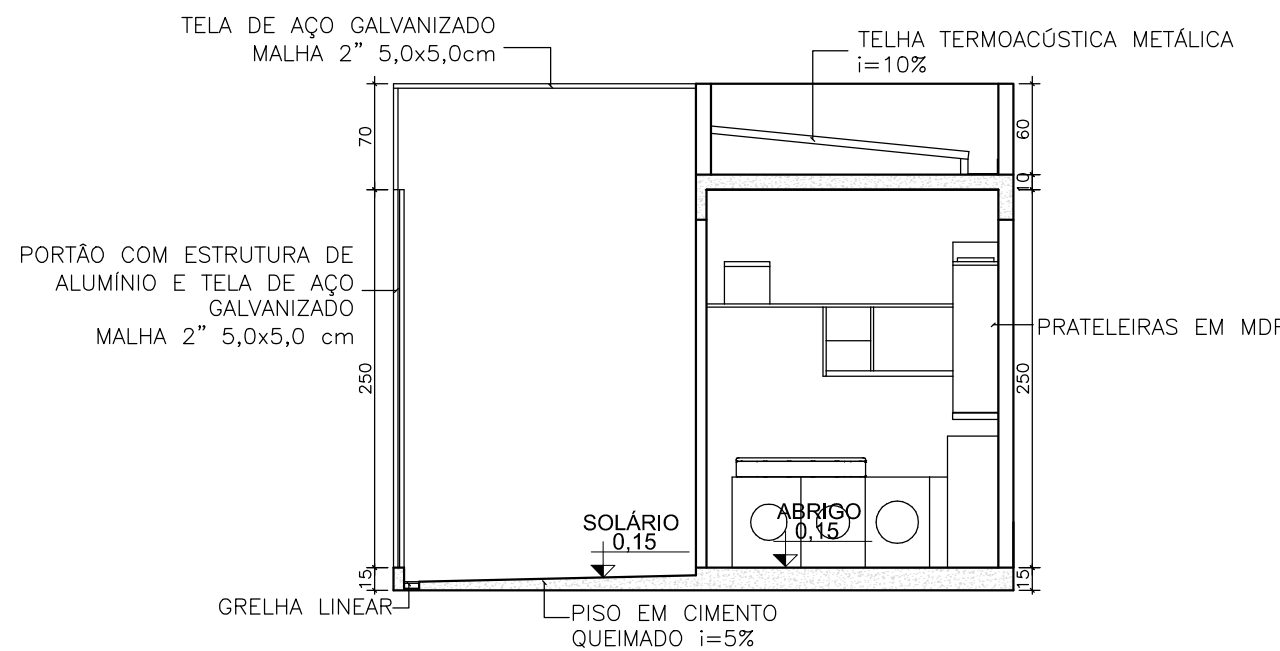 TELA DE AÇO GALVANIZADO
MALHA 2" 5,0x5,0cm
TELHA TERMOACÚSTICA METÁLICA
i=10%
70
60
10
PORTÃO COM ESTRUTURA DE
ALUMÍNIO E TELA DE AÇO
GALVANIZADO
MALHA 2" 5,0x5,0 cm
PRATELEIRAS EM MDF
250
250
SOLÁRIO
0,15
ABRIGO
0,15
15
15
GRELHA LINEAR
PISO EM CIMENTO
QUEIMADO i=5%